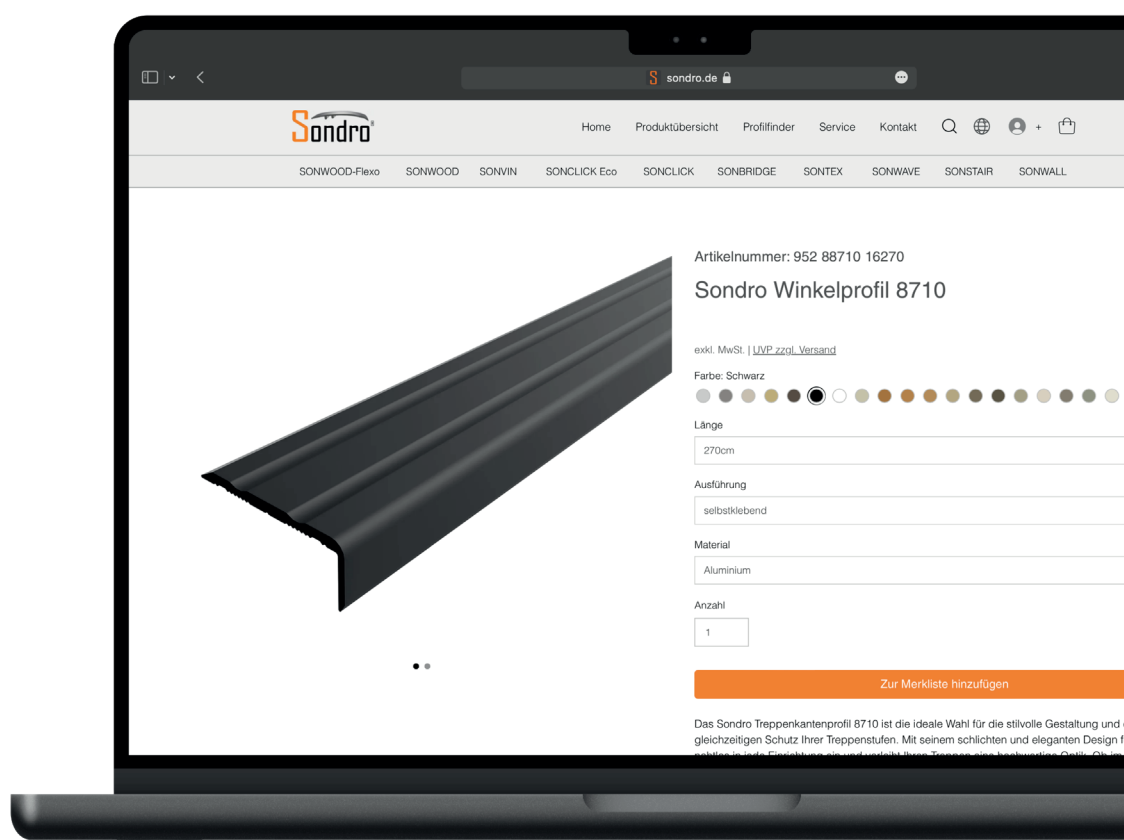 sondro.de
Sondro®
Home Produktübersicht Profilfinder Service Kontakt
SONWOOD-Flexo SONWOOD SONVIN SONCLICK Eco SONCLICK SONBRIDGE SONTEX SONWAVE SONSTAIR SONWALL
Artikelnummer: 952 88710 16270
Sondro Winkelprofil 8710
exkl. MwSt. | UVP zzgl. Versand
Farbe: Schwarz
Länge
270cm
Ausführung
selbstklebend
Material
Aluminium
Anzahl
1
Zur Merkliste hinzufügen
Das Sondro Treppenkantenprofil 8710 ist die ideale Wahl für die stilvolle Gestaltung und
gleichzeitigen Schutz Ihrer Treppenstufen. Mit seinem schlichten und eleganten Design